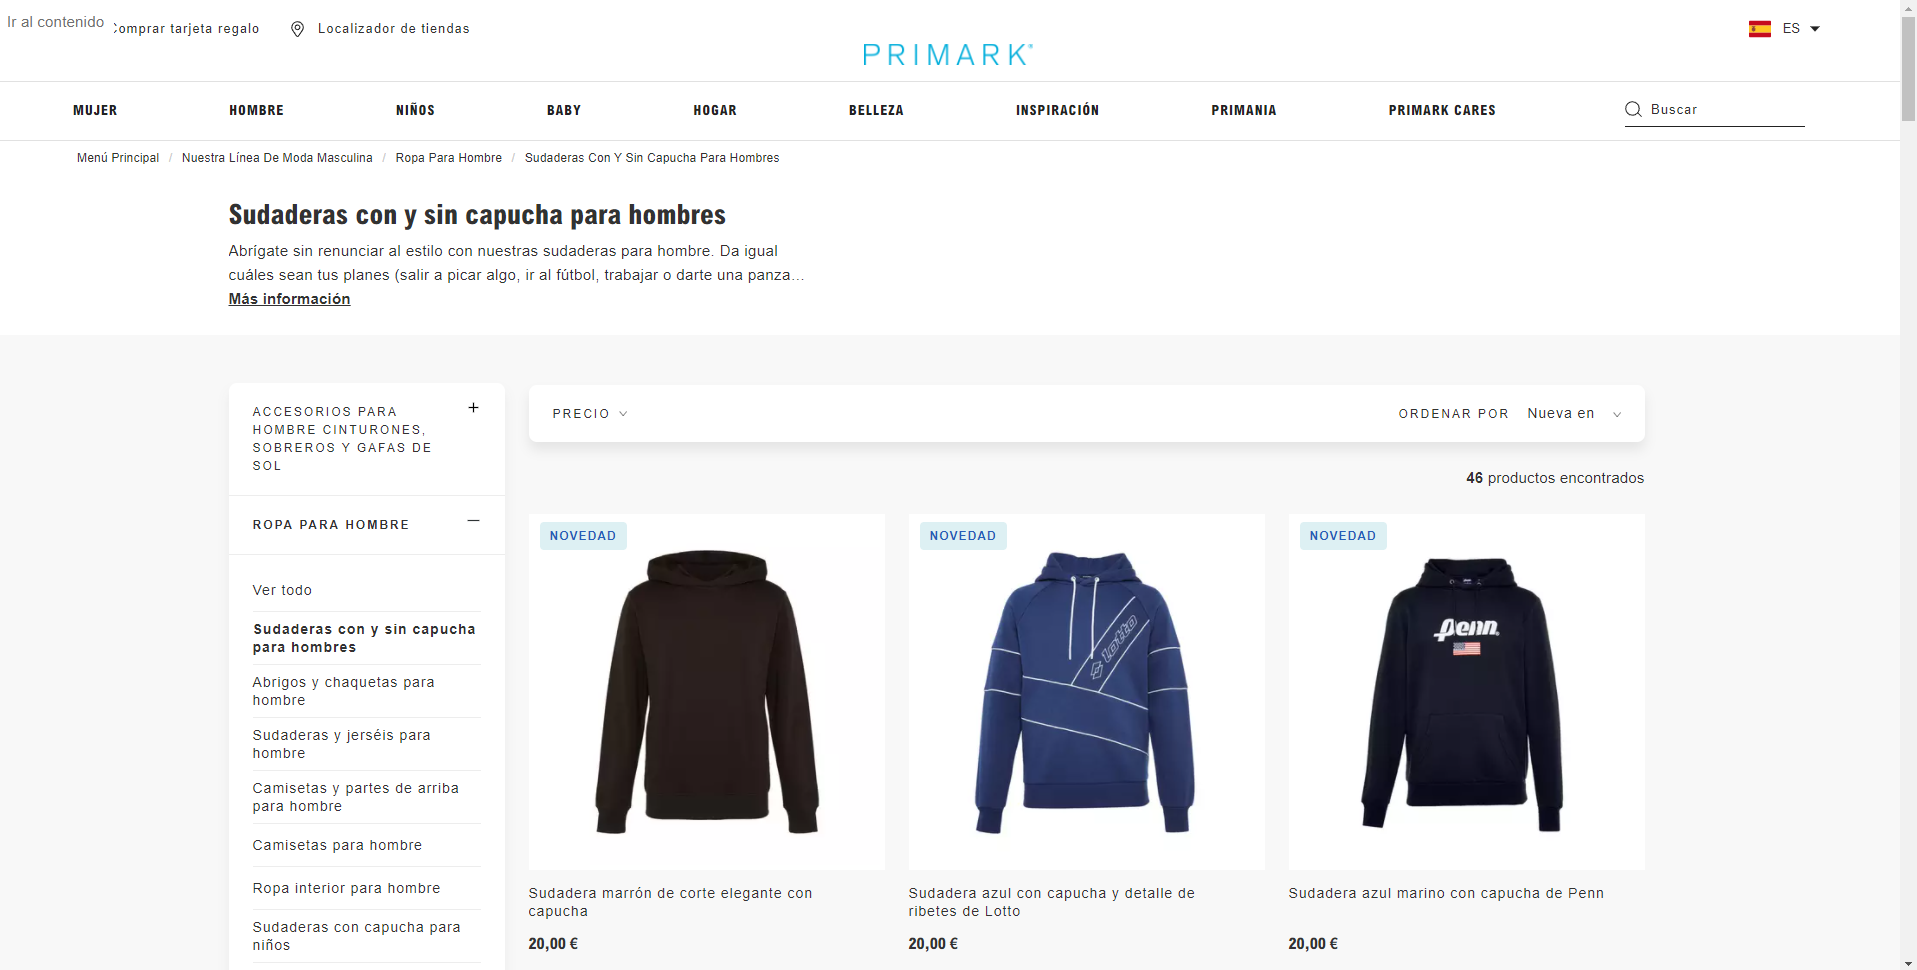 Ir al contenido
Comprar tarjeta regalo
Localizador de tiendas
ES
PRIMARK
MUJER
HOMBRE
NIÑOS
BABY
HOGAR
BELLEZA
INSPIRACIÓN
PRIMANIA
PRIMARK CARES
Buscar
Menú Principal / Nuestra Línea De Moda Masculina / Ropa Para Hombre / Sudaderas Con Y Sin Capucha Para Hombres
Sudaderas con y sin capucha para hombres
Abrígate sin renunciar al estilo con nuestras sudaderas para hombre. Da igual
cuáles sean tus planes (salir a picar algo, ir al fútbol, trabajar o darte una panza...
Más información
ACCESORIOS PARA
HOMBRE CINTURONES,
SOBREROS Y GAFAS DE
SOL
ROPA PARA HOMBRE
Ver todo
Sudaderas con y sin capucha
para hombres
Abrigos y chaquetas para
hombre
Sudaderas y jerséis para
hombre
Camisetas y partes de arriba
para hombre
Camisetas para hombre
Ropa interior para hombre
Sudaderas con capucha para
niños
PRECIO
ORDENAR POR Nueva en
46 productos encontrados
NOVEDAD
Sudadera marrón de corte elegante con
capucha
20,00 €
NOVEDAD
lotto
Sudadera azul con capucha y detalle de
ribetes de Lotto
20,00 €
NOVEDAD
Penn
Sudadera azul marino con capucha de Penn
20,00 €